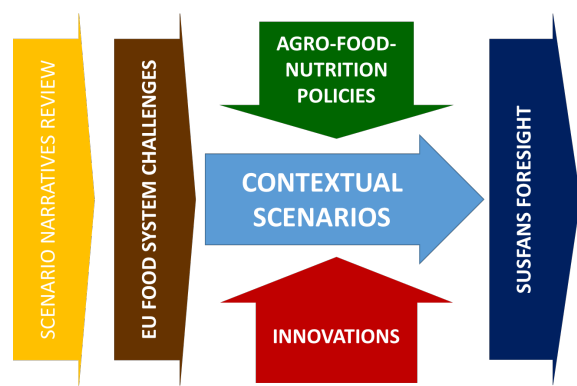 SCENARIO NARRATIVES REVIEW
EU FOOD SYSTEM CHALLENGES
AGRO-FOOD-
NUTRITION
POLICIES
CONTEXTUAL
SCENARIOS
INNOVATIONS
SUSFANS FORESIGHT